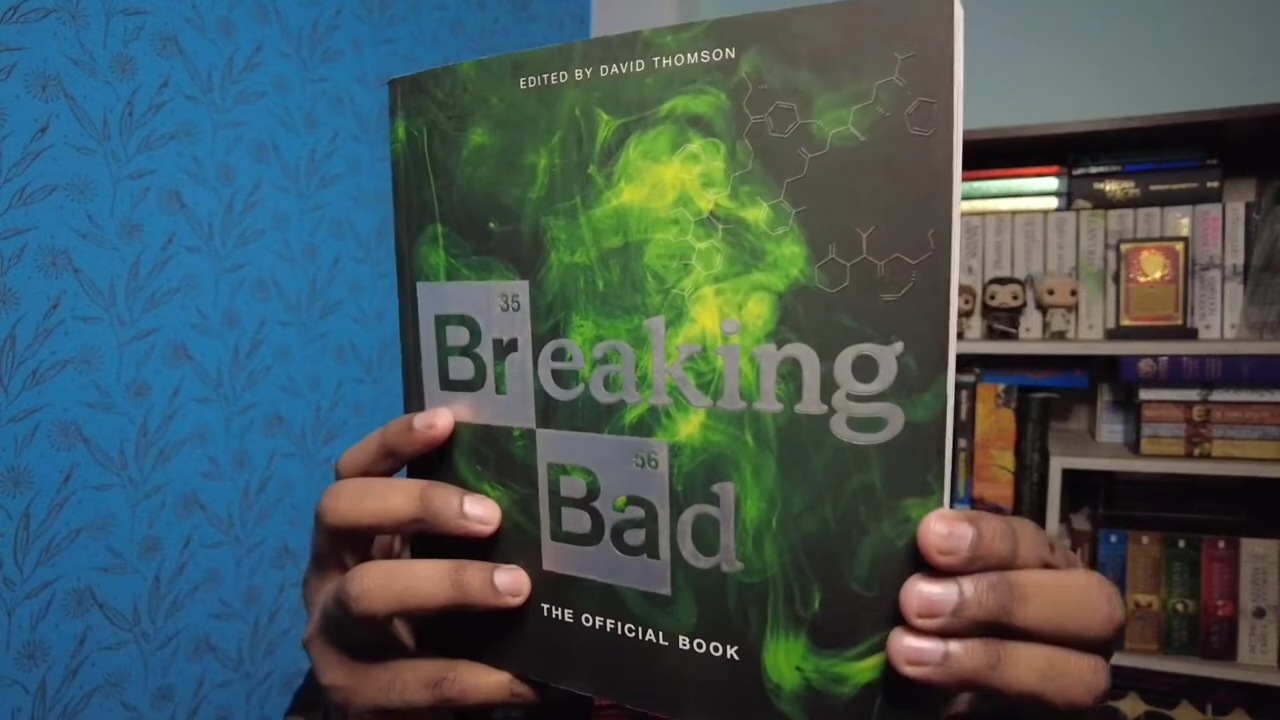 EDITED BY DAVID THOMSON
35
Breaking
56
Bad
THE OFFICIAL BOOK